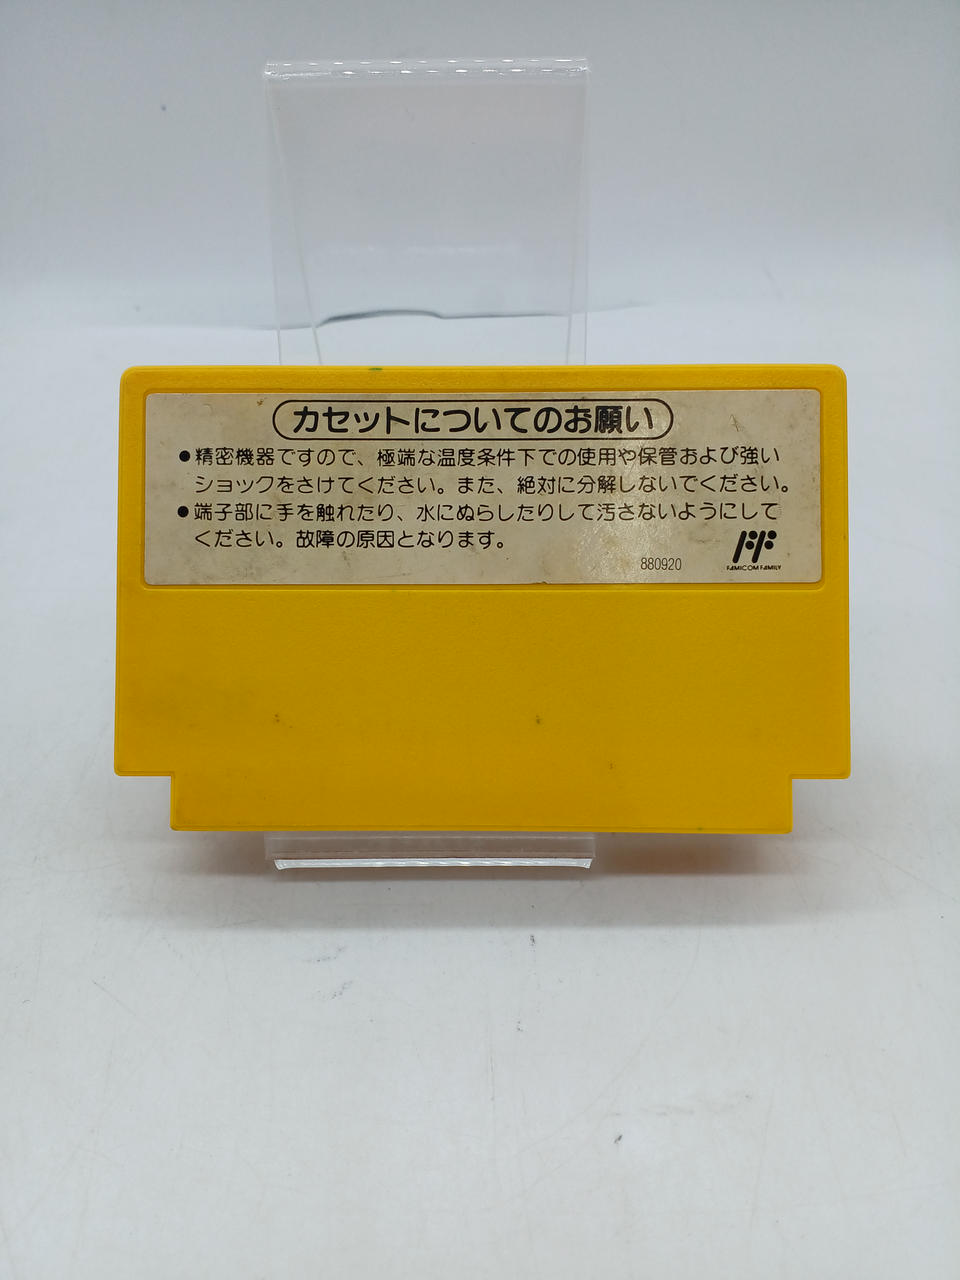 カセットについてのお願い
●精密機器ですので、極端な温度条件下での使用や保管および強い
ショックをさけてください。また、絶対に分解しないでください。
●端子部に手を触れたり、水にぬらしたりして汚さないようにして
ください。故障の原因となります。
880920
FAMICOM FAMILY